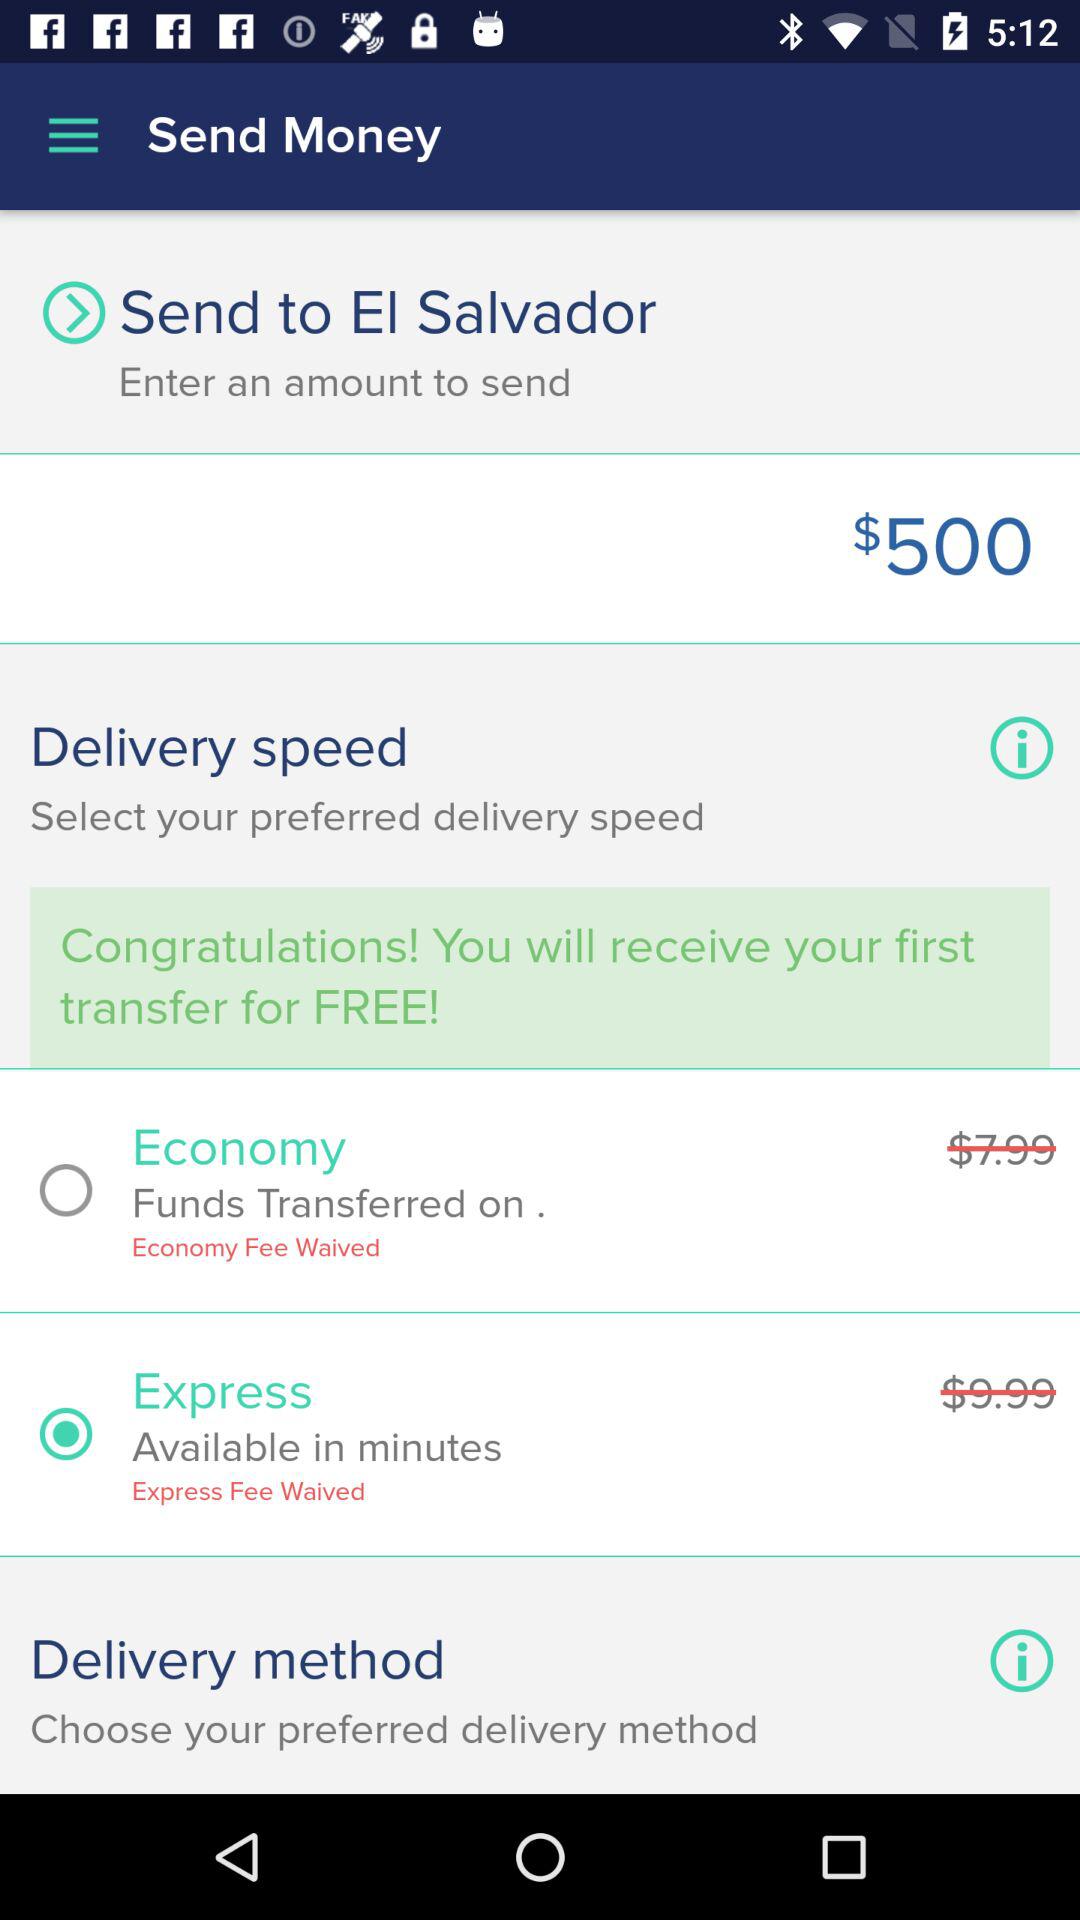 FAKE
5:12
Send Money
Send to El Salvador
Enter an amount to send
$500
Delivery speed
Select your preferred delivery speed
Congratulations! You will receive your first
transfer for FREE!
Economy
$7.99
Funds Transferred on .
Economy Fee Waived
Express
$9.99
Available in minutes
Express Fee Waived
Delivery method
Choose your preferred delivery method